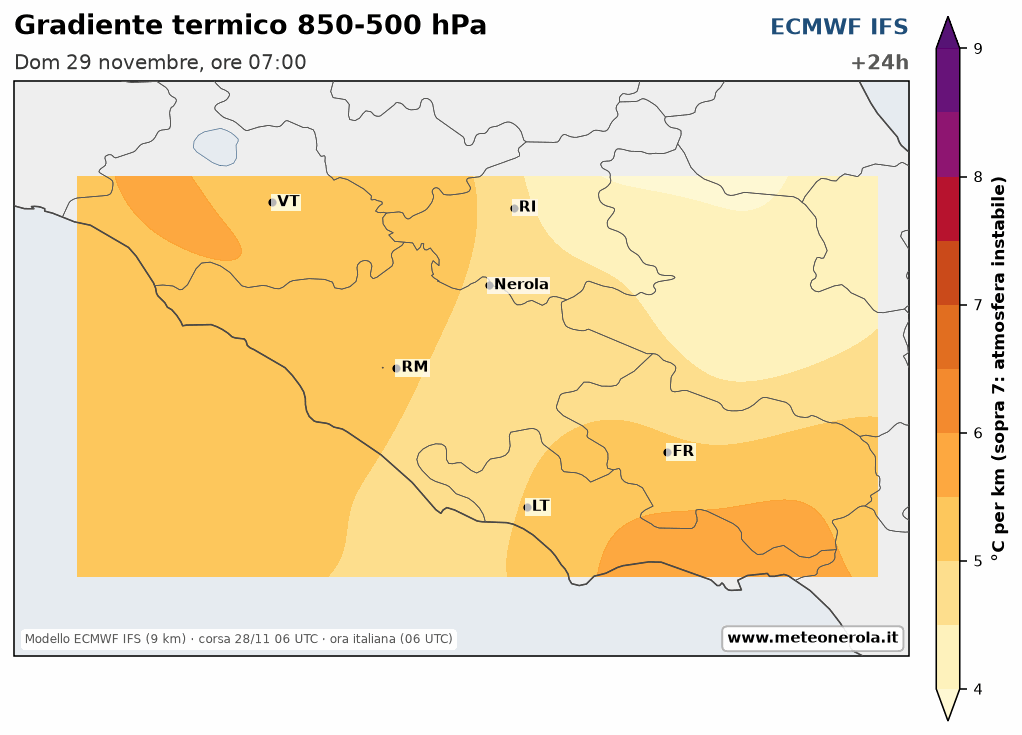 Gradiente termico 850-500 hPa
ECMWF IFS
Dom 29 novembre, ore 07:00
+24h
VT
RI
Nerola
RM
FR
LT
Modello ECMWF IFS (9 km) · corsa 28/11 06 UTC · ora italiana (06 UTC)
www.meteonerola.it
9
8
7
6
5
4
°C per km (sopra 7: atmosfera instabile)